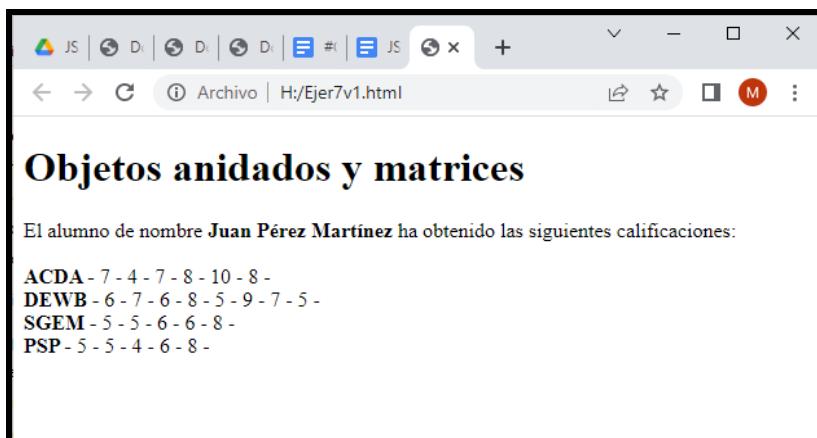 JS D D D #( JS
Archivo H:/Ejer7v1.html M
Objetos anidados y matrices
El alumno de nombre Juan Pérez Martínez ha obtenido las siguientes calificaciones:
ACDA - 7 - 4 - 7 - 8 - 10 - 8 -
DEWB - 6 - 7 - 6 - 8 - 5 - 9 - 7 - 5 -
SGEM - 5 - 5 - 6 - 6 - 8 -
PSP - 5 - 5 - 4 - 6 - 8 -